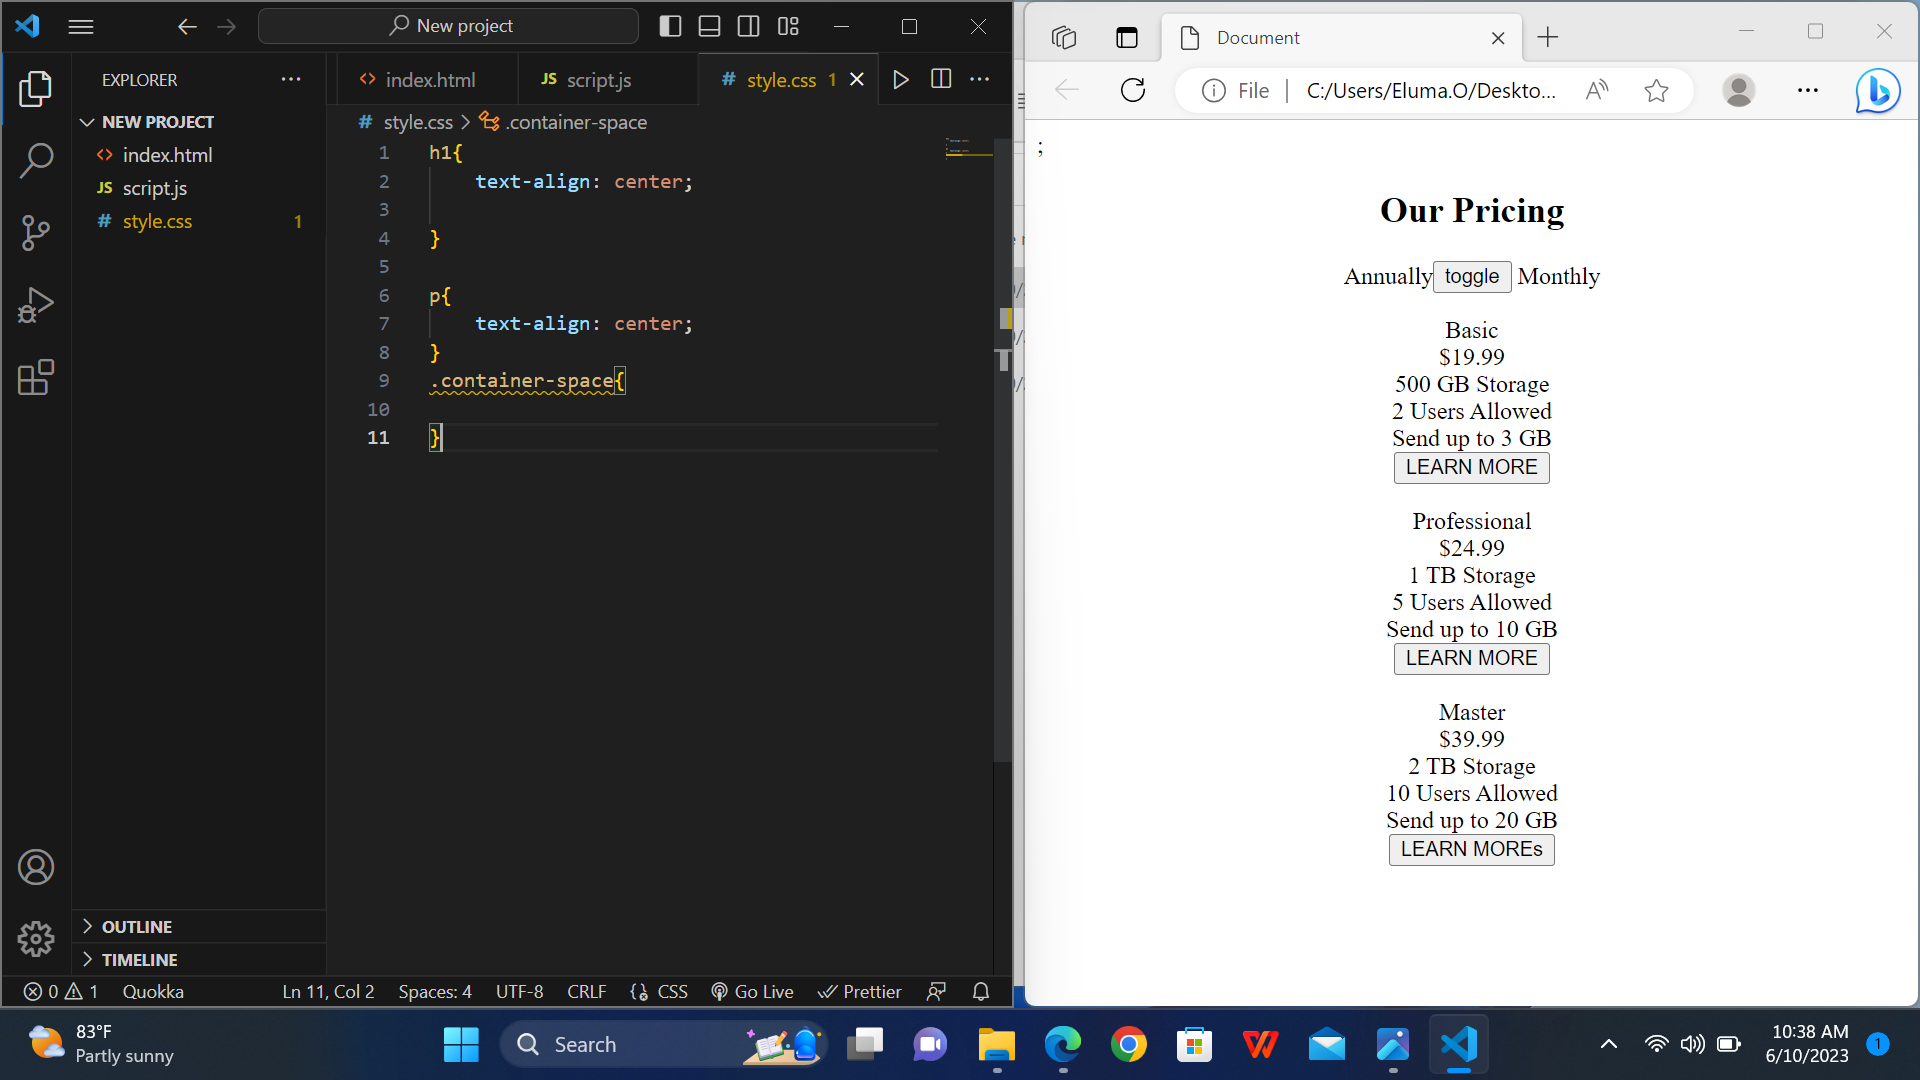 New project
EXPLORER
NEW PROJECT
index.html
JS script.js
# style.css 1
OUTLINE
TIMELINE
index.html
JS script.js
# style.css 1
# style.css > .container-space
1 h1{
2 text-align: center;
3
4 }
5
6 p{
7 text-align: center;
8 }
9 .container-space{
10
11 }
0 1 Quokka Ln 11, Col 2 Spaces: 4 UTF-8 CRLF CSS Go Live Prettier
Document
File C:/Users/Eluma.O/Deskto...
;
Our Pricing
Annually toggle Monthly
Basic
$19.99
500 GB Storage
2 Users Allowed
Send up to 3 GB
LEARN MORE
Professional
$24.99
1 TB Storage
5 Users Allowed
Send up to 10 GB
LEARN MORE
Master
$39.99
2 TB Storage
10 Users Allowed
Send up to 20 GB
LEARN MOREs
83°F
Partly sunny
Search
10:38 AM
6/10/2023
1